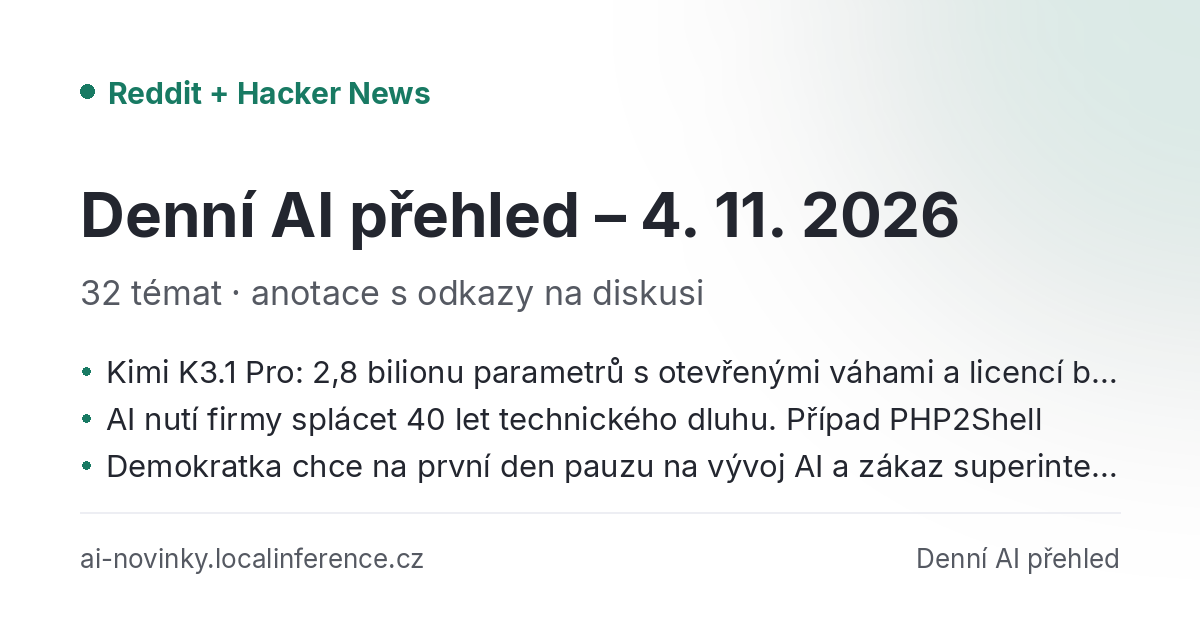 Reddit + Hacker News
Denní AI přehled – 4. 11. 2026
32 témat · anotace s odkazy na diskusi
• Kimi K3.1 Pro: 2,8 bilionu parametrů s otevřenými váhami a licencí b…
• AI nutí firmy splácet 40 let technického dluhu. Případ PHP2Shell
• Demokratka chce na první den pauzu na vývoj AI a zákaz superinte…
ai-novinky.localinference.cz
Denní AI přehled